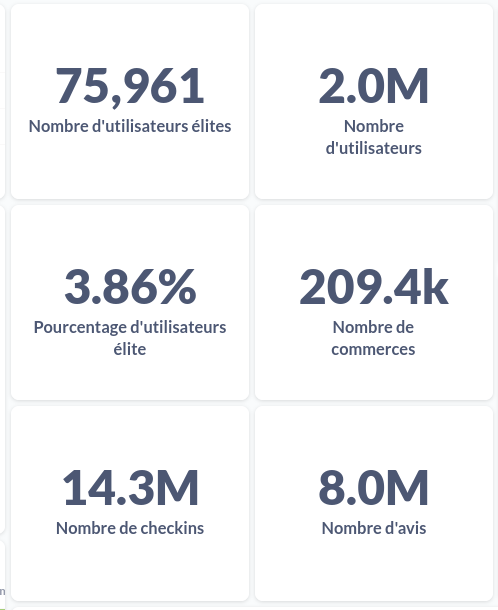 75,961
Nombre d'utilisateurs élites
2.0M
Nombre
d'utilisateurs
3.86%
Pourcentage d'utilisateurs
élite
209.4k
Nombre de
commerces
14.3M
Nombre de checkins
8.0M
Nombre d'avis